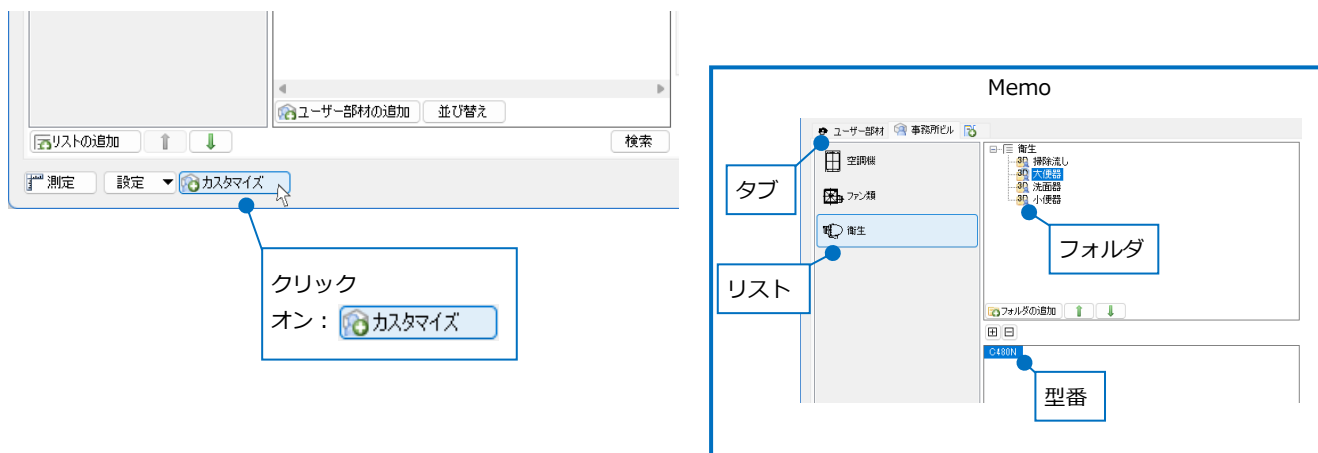 ユーザー部材の追加 並び替え
リストの追加 検索
測定 設定 カスタマイズ
クリック
オン： カスタマイズ
Memo
ユーザー部材 事務所ビル
空調機
ファン類
衛生
衛生
掃除流し
大便器
洗面器
小便器
タブ
リスト
フォルダ
フォルダの追加
C480N
型番